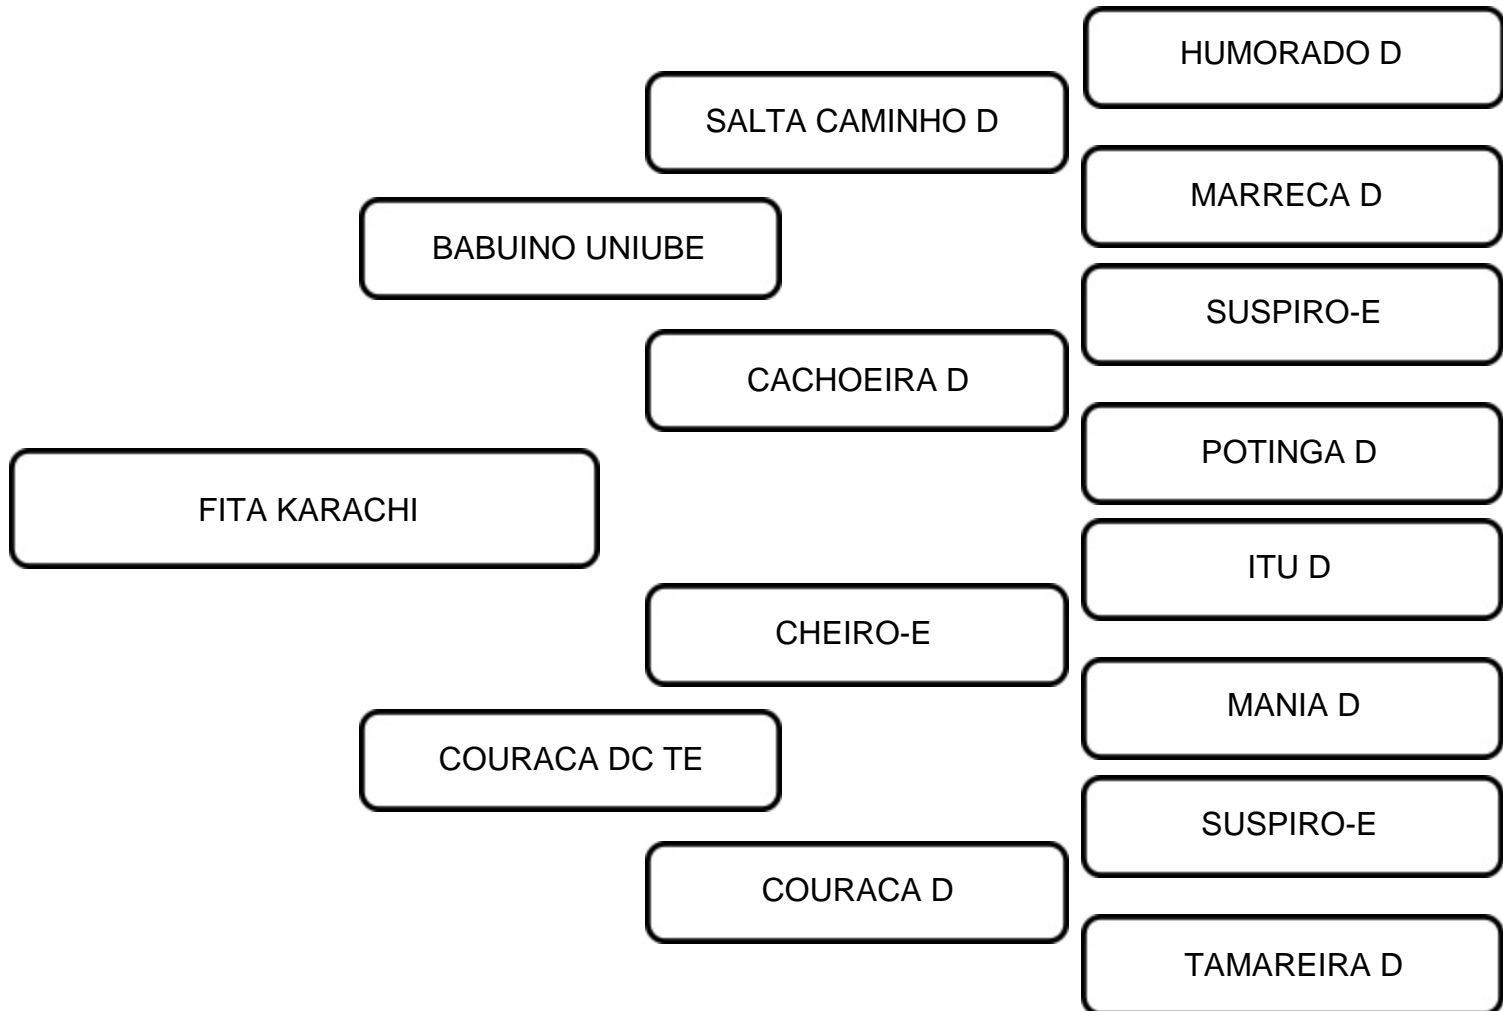 HUMORADO D
SALTA CAMINHO D
MARRECA D
BABUINO UNIUBE
SUSPIRO-E
CACHOEIRA D
POTINGA D
FITA KARACHI
ITU D
CHEIRO-E
MANIA D
COURACA DC TE
SUSPIRO-E
COURACA D
TAMAREIRA D